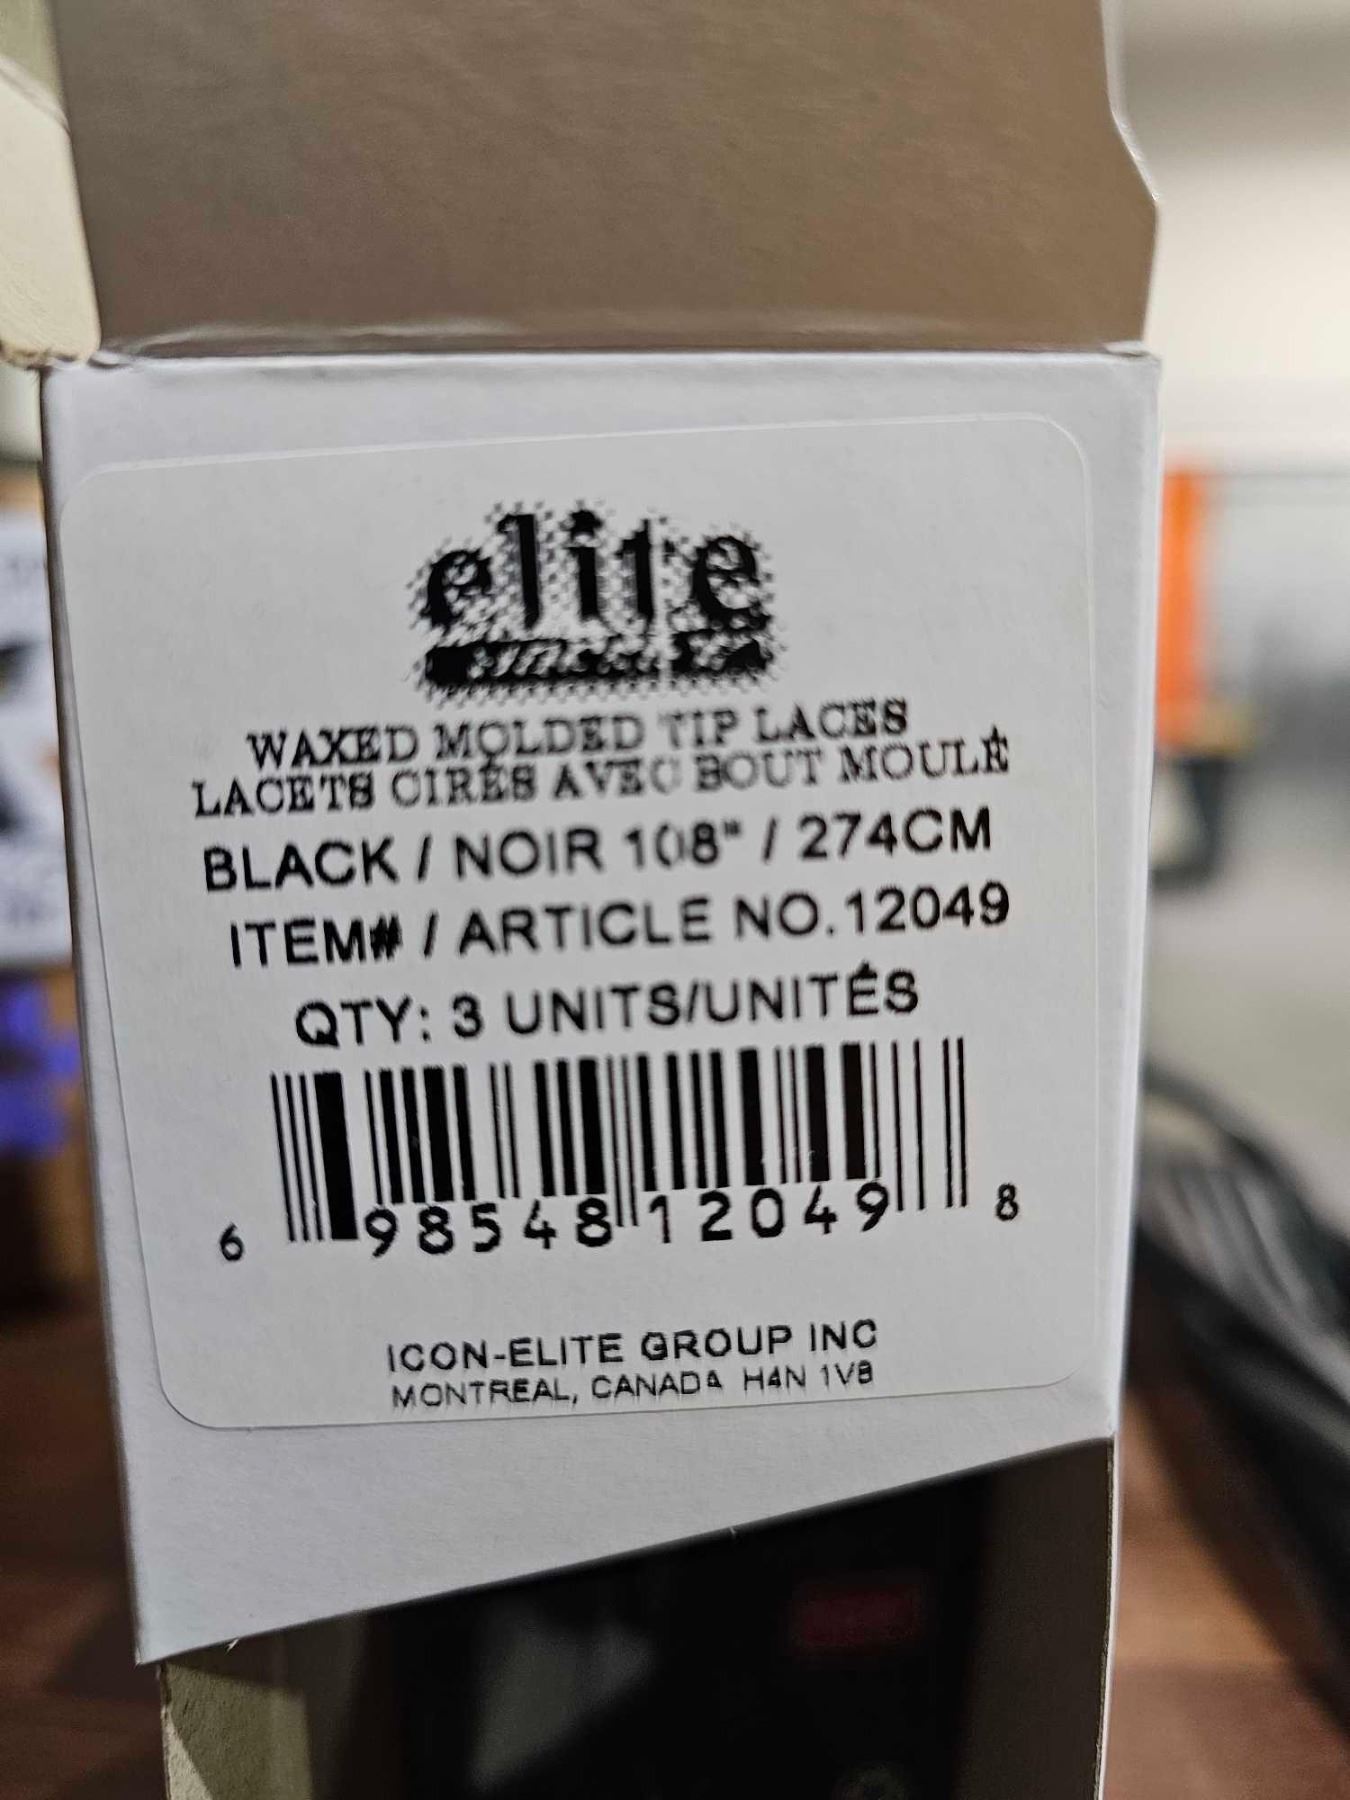 elite
WAXED MOLDED TIP LACES
LACETS CIRÉS AVEC BOUT MOULÉ
BLACK / NOIR 108" / 274CM
ITEM# / ARTICLE NO.12049
QTY: 3 UNITS/UNITÉS
6 98548 12049 8
ICON-ELITE GROUP INC
MONTREAL, CANADA H4N 1V8